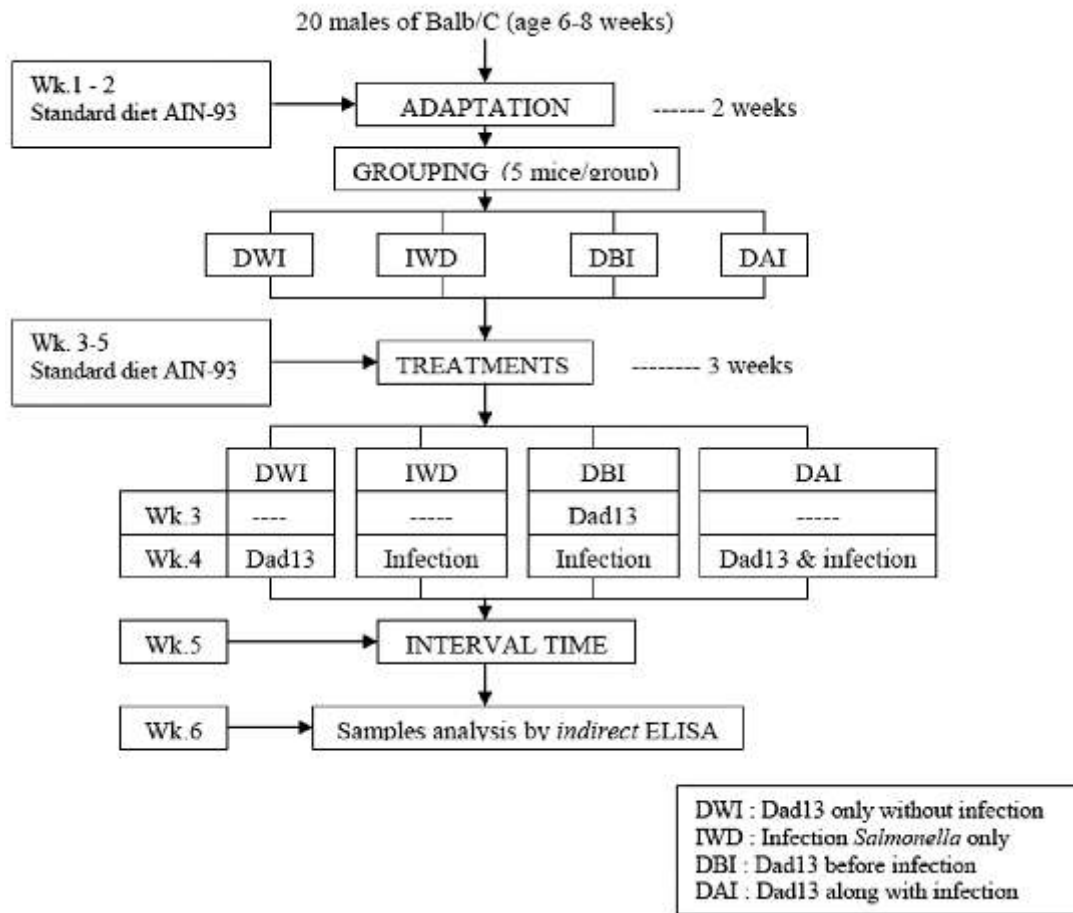 20 males of Balb/C (age 6-8 weeks)
Wk.1 - 2
Standard diet AIN-93
ADAPTATION
------ 2 weeks
GROUPING (5 mice/group)
DWI IWD DBI DAI
Wk. 3-5
Standard diet AIN-93
TREATMENTS
-------- 3 weeks
DWI IWD DBI DAI
Wk.3 ---- ----- Dad13 -----
Wk.4 Dad13 Infection Infection Dad13 & infection
Wk.5 INTERVAL TIME
Wk.6 Samples analysis by indirect ELISA
DWI : Dad13 only without infection
IWD : Infection Salmonella only
DBI : Dad13 before infection
DAI : Dad13 along with infection